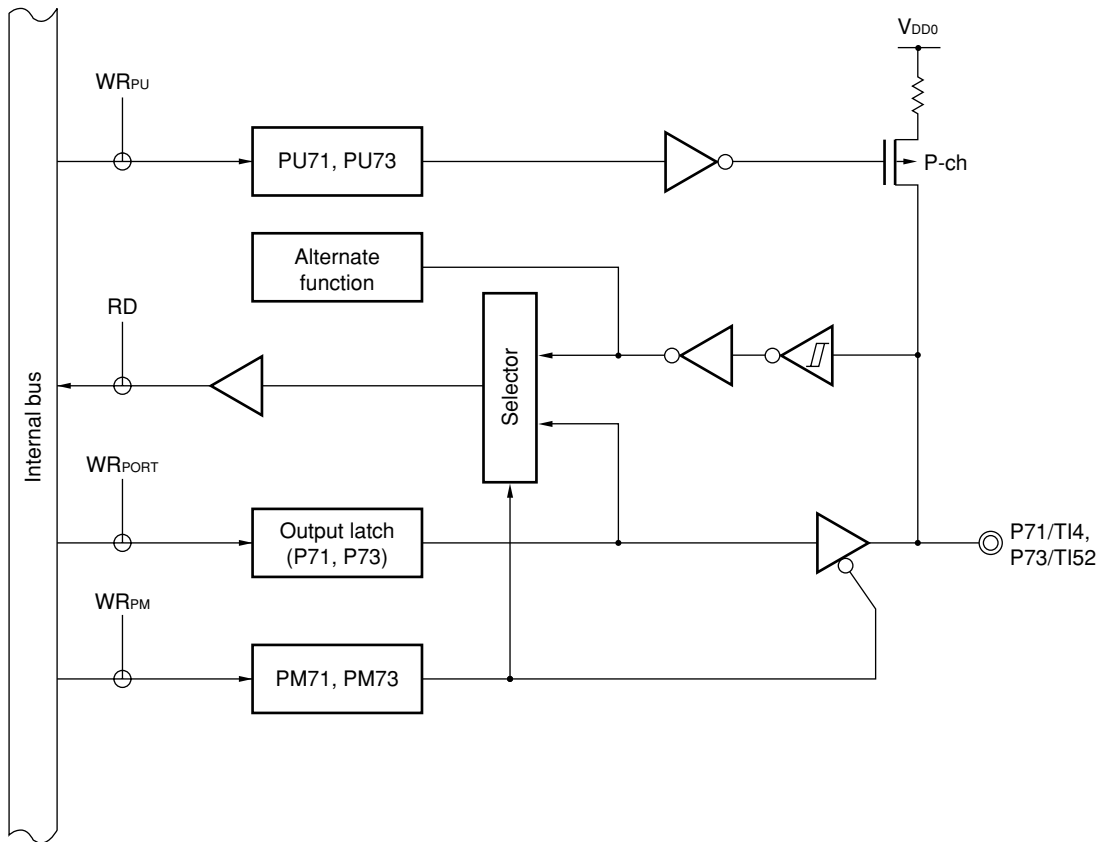 VDD0
WRPU
PU71, PU73
P-ch
Alternate
function
RD
Selector
Internal bus
WRPORT
Output latch
(P71, P73)
P71/TI4,
P73/TI52
WRPM
PM71, PM73